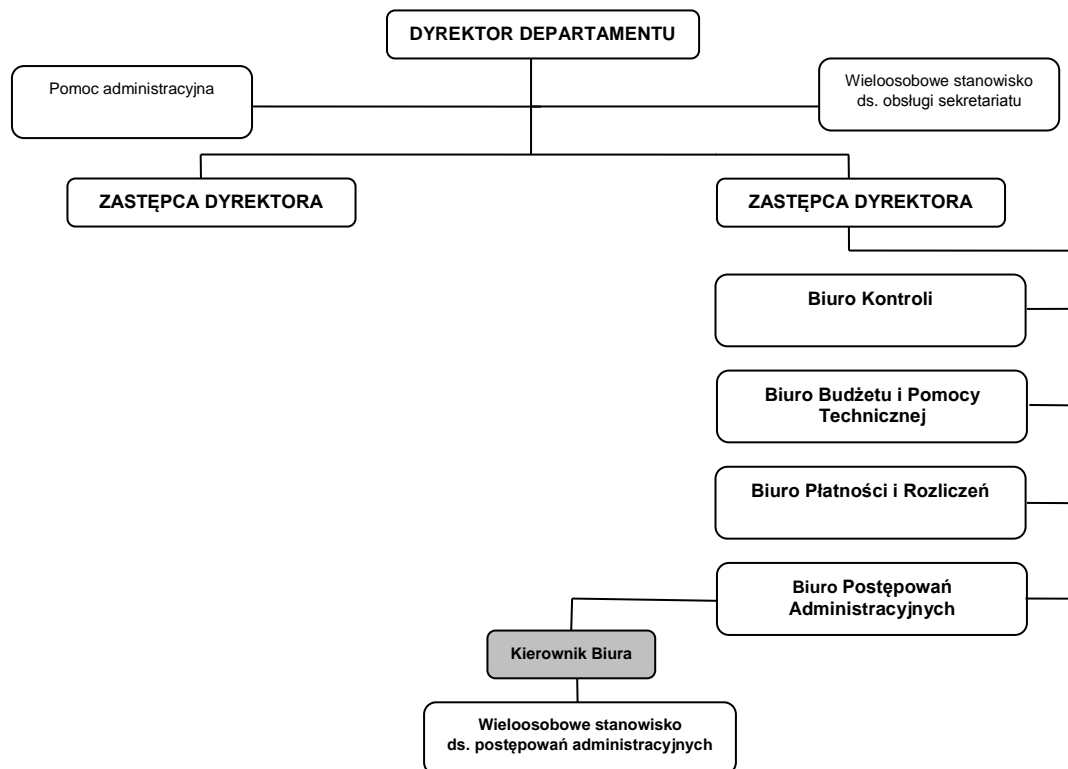 DYREKTOR DEPARTAMENTU
Pomoc administracyjna
Wieloosobowe stanowisko
ds. obsługi sekretariatu
ZASTĘPCA DYREKTORA
ZASTĘPCA DYREKTORA
Biuro Kontroli
Biuro Budżetu i Pomocy
Technicznej
Biuro Płatności i Rozliczeń
Biuro Postępowań
Administracyjnych
Kierownik Biura
Wieloosobowe stanowisko
ds. postępowań administracyjnych